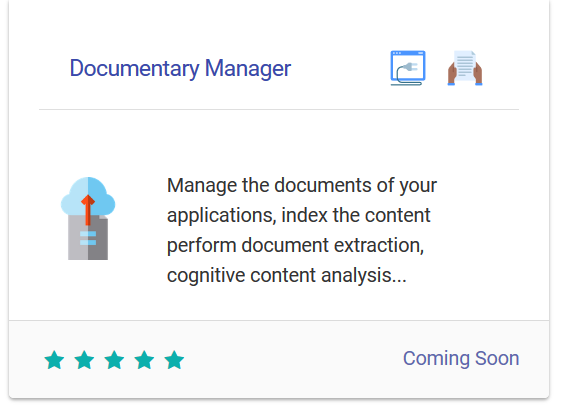 Documentary Manager
Manage the documents of your
applications, index the content
perform document extraction,
cognitive content analysis...
Coming Soon